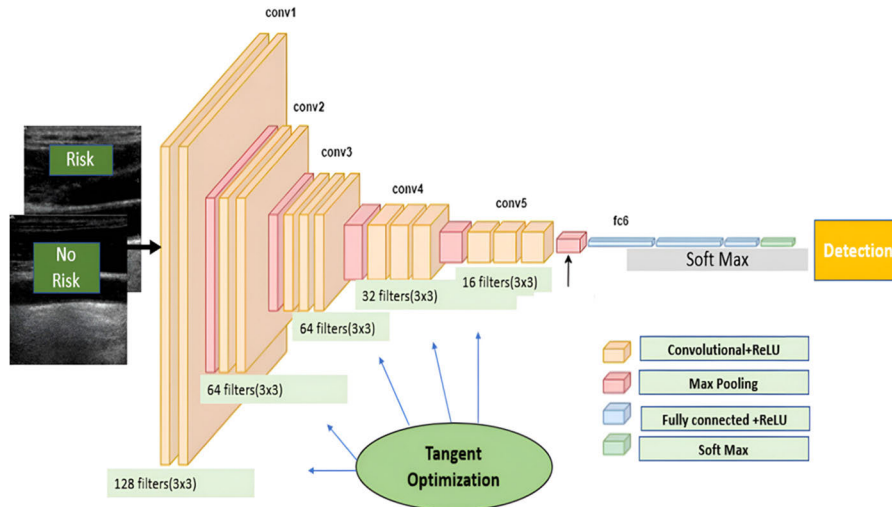 conv1
conv2
conv3
conv4
conv5
fc6
Risk
No
Risk
Soft Max
Detection
16 filters(3x3)
32 filters(3x3)
64 filters(3x3)
64 filters(3x3)
128 filters(3x3)
Tangent
Optimization
Convolutional+ReLU
Max Pooling
Fully connected +ReLU
Soft Max